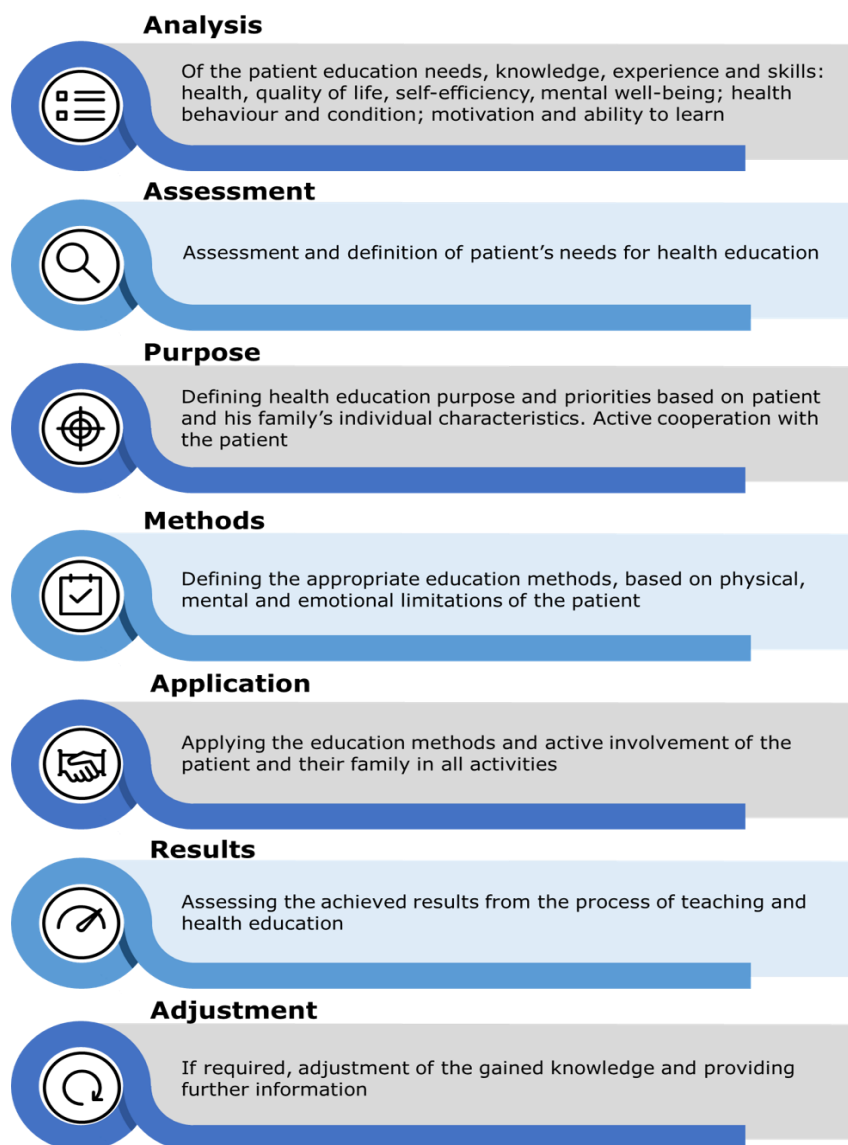 Analysis
Of the patient education needs, knowledge, experience and skills:
health, quality of life, self-efficiency, mental well-being; health
behaviour and condition; motivation and ability to learn
Assessment
Assessment and definition of patient's needs for health education
Purpose
Defining health education purpose and priorities based on patient
and his family's individual characteristics. Active cooperation with
the patient
Methods
Defining the appropriate education methods, based on physical,
mental and emotional limitations of the patient
Application
Applying the education methods and active involvement of the
patient and their family in all activities
Results
Assessing the achieved results from the process of teaching and
health education
Adjustment
If required, adjustment of the gained knowledge and providing
further information